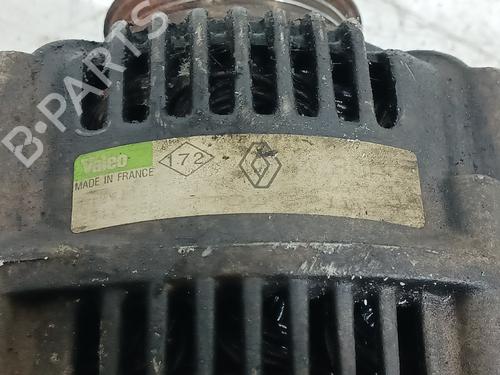 B-PARTS
Valeo
172
MADE IN FRANCE